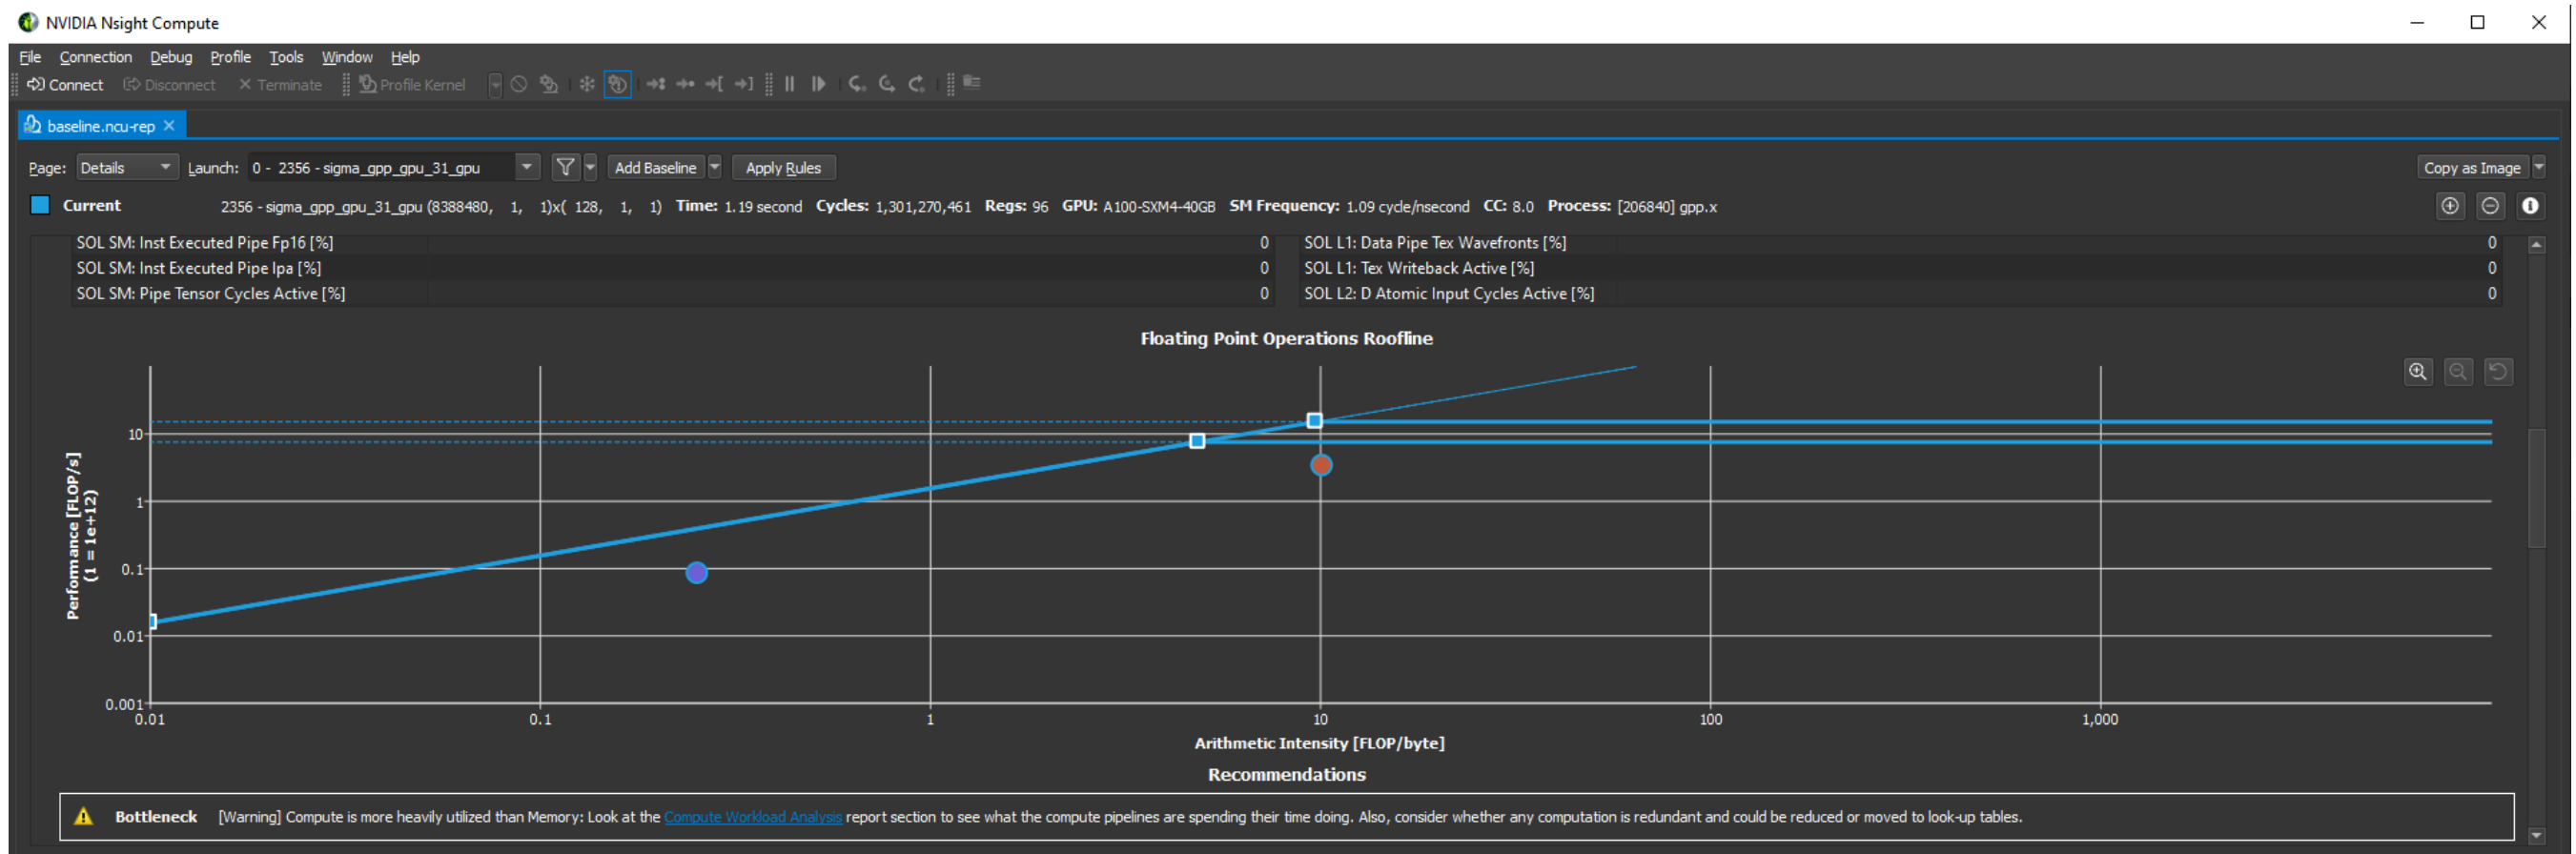 NVIDIA Nsight Compute
File Connection Debug Profile Tools Window Help
Connect Disconnect Terminate Profile Kernel
baseline.ncu-rep
Page: Details Launch: 0 - 2356 - sigma_gpp_gpu_31_gpu Add Baseline Apply Rules Copy as Image
Current 2356 - sigma_gpp_gpu_31_gpu (8388480, 1, 1)x( 128, 1, 1) Time: 1.19 second Cycles: 1,301,270,461 Regs: 96 GPU: A100-SXM4-40GB SM Frequency: 1.09 cycle/nsecond CC: 8.0 Process: [206840] gpp.x
SOL SM: Inst Executed Pipe Fp16 [%] 0 SOL L1: Data Pipe Tex Wavefronts [%] 0
SOL SM: Inst Executed Pipe Ipa [%] 0 SOL L1: Tex Writeback Active [%] 0
SOL SM: Pipe Tensor Cycles Active [%] 0 SOL L2: D Atomic Input Cycles Active [%] 0
Floating Point Operations Roofline
Performance [FLOP/s]
(1 = 1e+12)
10
1
0.1
0.01
0.001
0.01 0.1 1 10 100 1,000
Arithmetic Intensity [FLOP/byte]
Recommendations
Bottleneck [Warning] Compute is more heavily utilized than Memory: Look at the Compute Workload Analysis report section to see what the compute pipelines are spending their time doing. Also, consider whether any computation is redundant and could be reduced or moved to look-up tables.